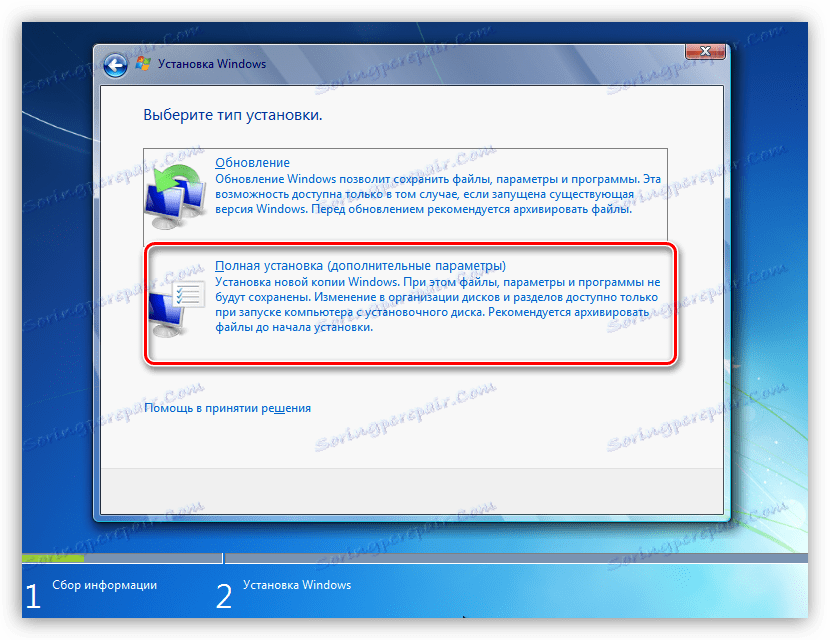 Установка Windows
Выберите тип установки.
Обновление
Обновление Windows позволит сохранить файлы, параметры и программы. Эта
возможность доступна только в том случае, если запущена существующая
версия Windows. Перед обновлением рекомендуется архивировать файлы.
Полная установка (дополнительные параметры)
Установка новой копии Windows. При этом файлы, параметры и программы не
будут сохранены. Изменение в организации дисков и разделов доступно только
при запуске компьютера с установочного диска. Рекомендуется архивировать
файлы до начала установки.
Помощь в принятии решения
1 Сбор информации
2 Установка Windows
Soringpcrepair.com